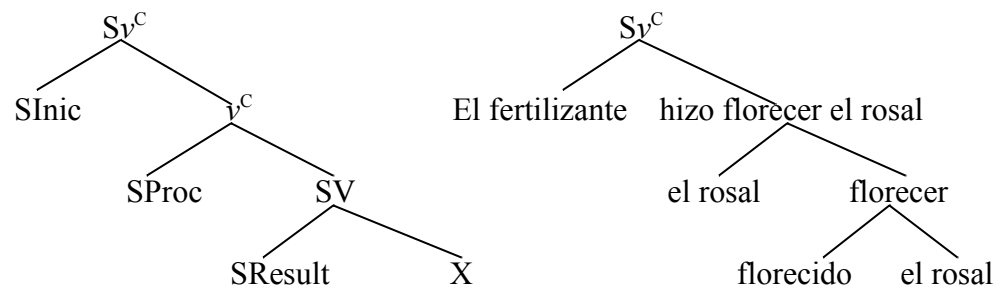 Sv^C Sv^C
SInic v^C El fertilizante hizo florecer el rosal
SProc SV el rosal florecer
SResult X florecido el rosal